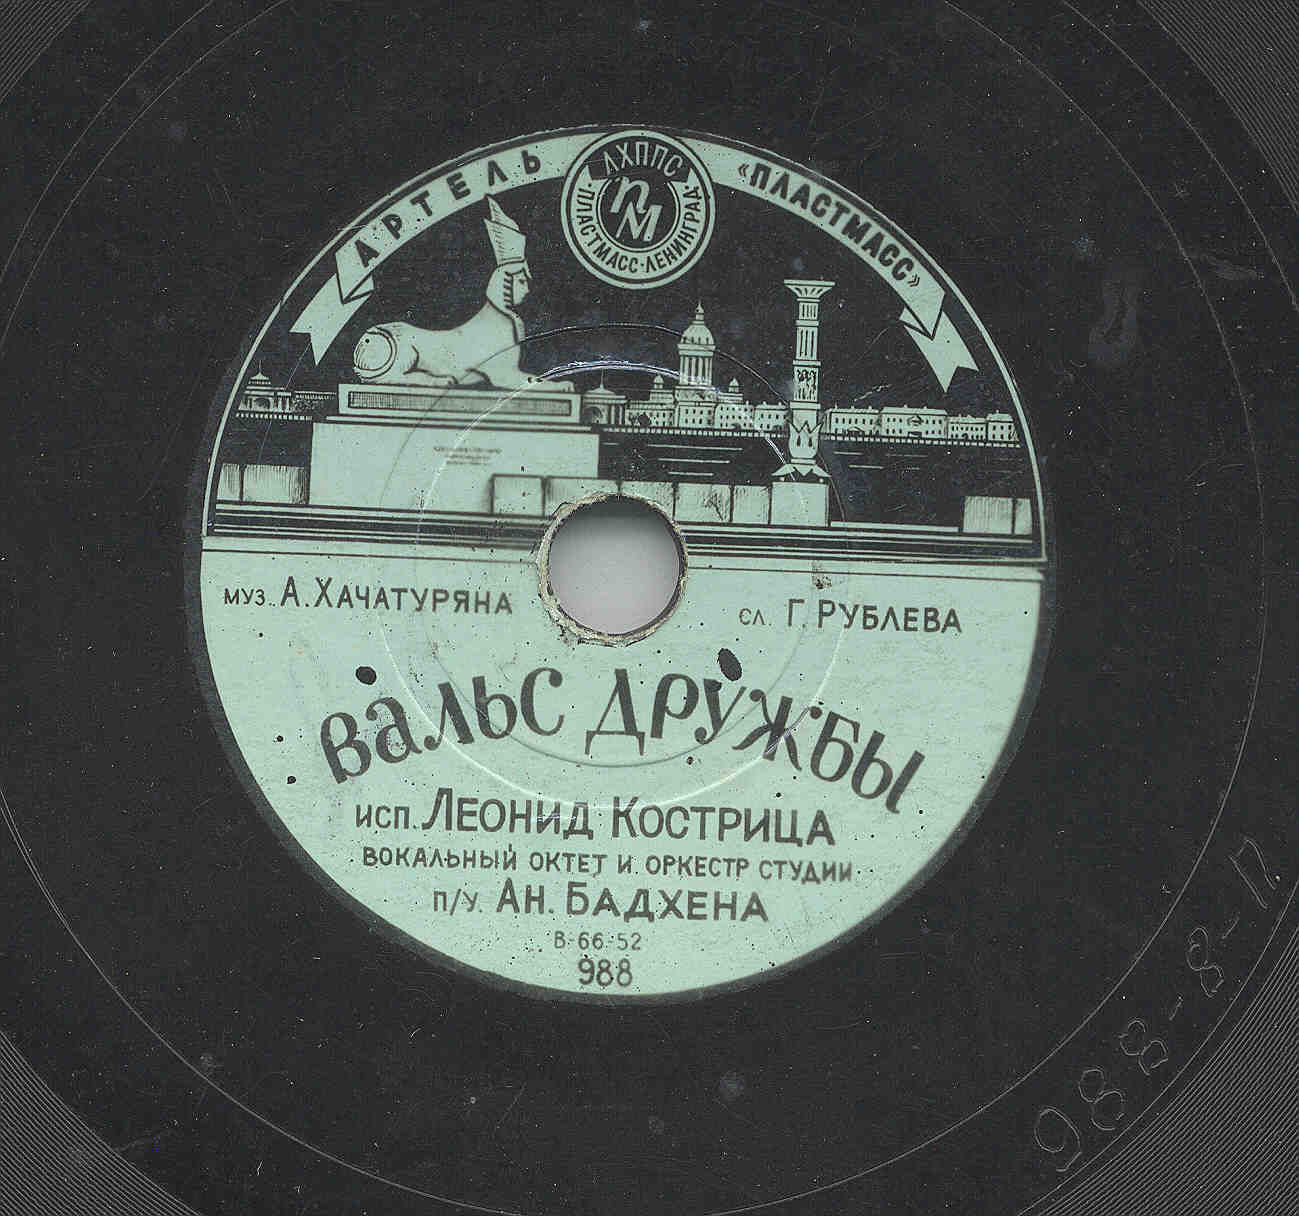 АРТЕЛЬ
«ПЛАСТМАСС»
ЛХППС
ПМ
·ПЛАСТМАСС·ЛЕНИНГРАД·
муз. А. ХАЧАТУРЯНА
сл. Г. РУБЛЕВА
ВАЛЬС ДРУЖБЫ
исп. ЛЕОНИД КОСТРИЦА
ВОКАЛЬНЫЙ ОКТЕТ И ОРКЕСТР СТУДИИ
П/У. АН. БАДХЕНА
В-66-52
988
988-8-П